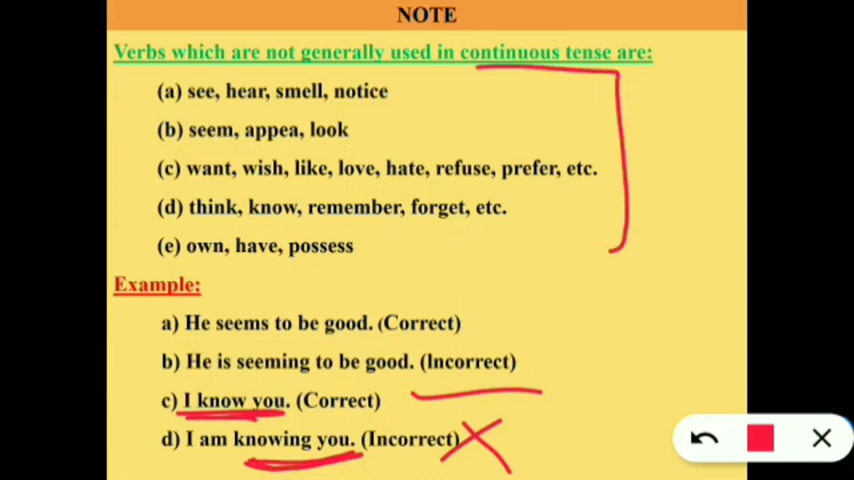 NOTE
Verbs which are not generally used in continuous tense are:
(a) see, hear, smell, notice
(b) seem, appea, look
(c) want, wish, like, love, hate, refuse, prefer, etc.
(d) think, know, remember, forget, etc.
(e) own, have, possess
Example:
a) He seems to be good. (Correct)
b) He is seeming to be good. (Incorrect)
c) I know you. (Correct)
d) I am knowing you. (Incorrect)